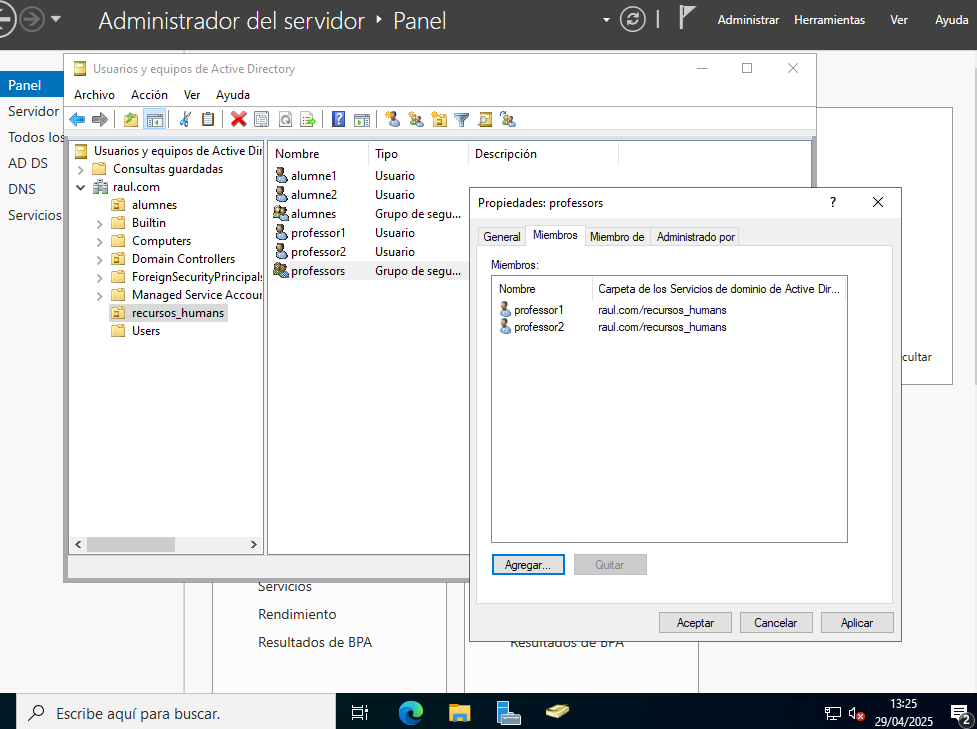 Administrador del servidor ‣ Panel
Administrar Herramientas Ver Ayuda
Panel
Servidor
Todos los
AD DS
DNS
Servicios
Usuarios y equipos de Active Directory
Archivo Acción Ver Ayuda
Usuarios y equipos de Active Dir
Consultas guardadas
raul.com
alumnes
Builtin
Computers
Domain Controllers
ForeignSecurityPrincipals
Managed Service Accour
recursos_humans
Users
Nombre Tipo Descripción
alumne1 Usuario
alumne2 Usuario
alumnes Grupo de segu...
professor1 Usuario
professor2 Usuario
professors Grupo de segu...
Propiedades: professors ?
General Miembros Miembro de Administrado por
Miembros:
Nombre Carpeta de los Servicios de dominio de Active Dir...
professor1 raul.com/recursos_humans
professor2 raul.com/recursos_humans
Agregar... Quitar
Aceptar Cancelar Aplicar
cultar
Servicios
Rendimiento
Resultados de BPA
Resultados de BPA
Escribe aquí para buscar.
13:25
29/04/2025
2